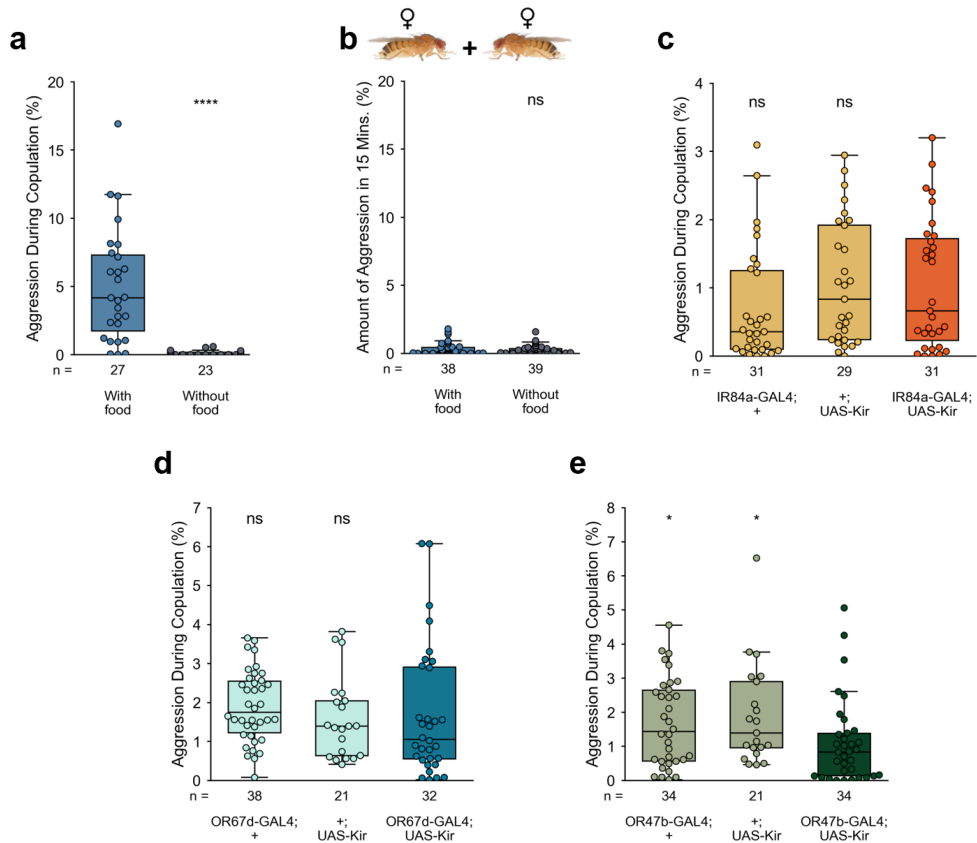 a
Aggression During Copulation (%)
20
15
10
5
0
****
n =
27
23
With
food
Without
food
b
♀
+
♀
Amount of Aggression in 15 Mins. (%)
20
15
10
5
0
ns
n =
38
39
With
food
Without
food
c
Aggression During Copulation (%)
4
3
2
1
0
ns
ns
n =
31
29
31
IR84a-GAL4;
+
+;
UAS-Kir
IR84a-GAL4;
UAS-Kir
d
Aggression During Copulation (%)
7
6
5
4
3
2
1
0
ns
ns
n =
38
21
32
OR67d-GAL4;
+
+;
UAS-Kir
OR67d-GAL4;
UAS-Kir
e
Aggression During Copulation (%)
8
7
6
5
4
3
2
1
0
*
*
n =
34
21
34
OR47b-GAL4;
+
+;
UAS-Kir
OR47b-GAL4;
UAS-Kir